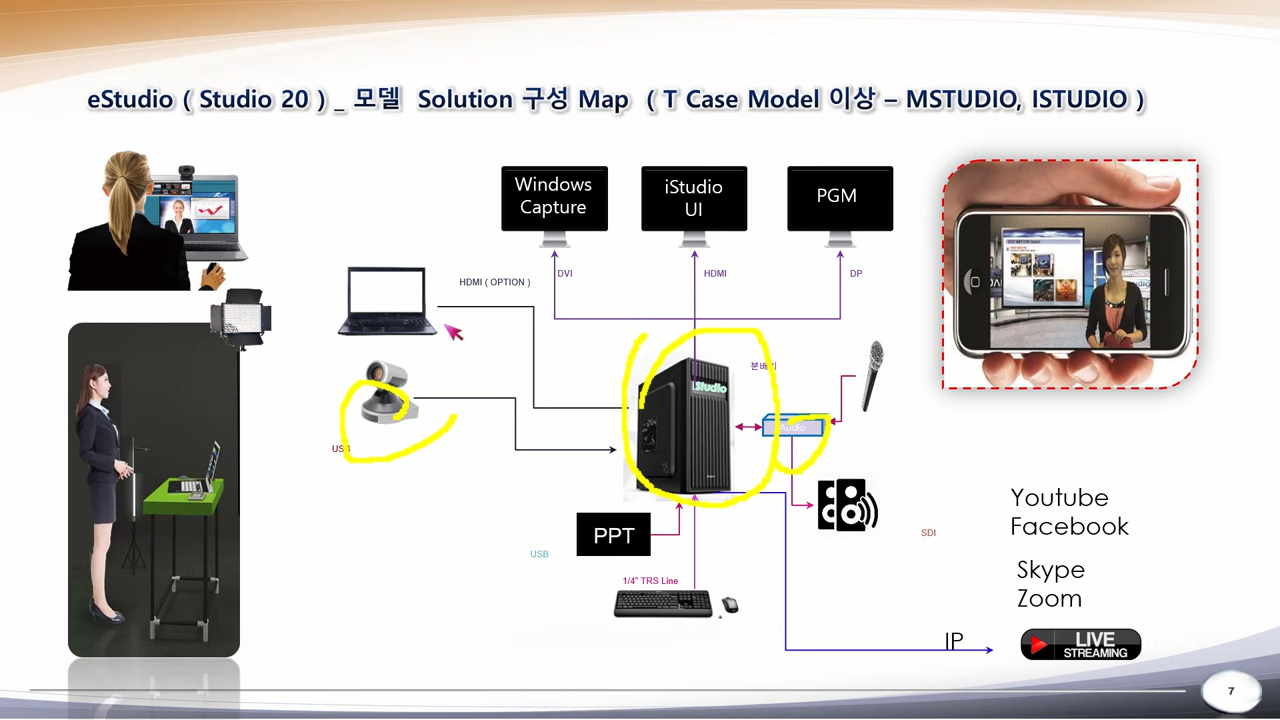 eStudio ( Studio 20 ) _ 모델 Solution 구성 Map ( T Case Model 이상 – MSTUDIO, ISTUDIO )
Windows
Capture
iStudio
UI
PGM
DVI
HDMI
DP
HDMI ( OPTION )
분배기
iStudio
Audio
USB
PPT
USB
SDI
1/4" TRS Line
Youtube
Facebook
Skype
Zoom
IP
LIVE
STREAMING
7